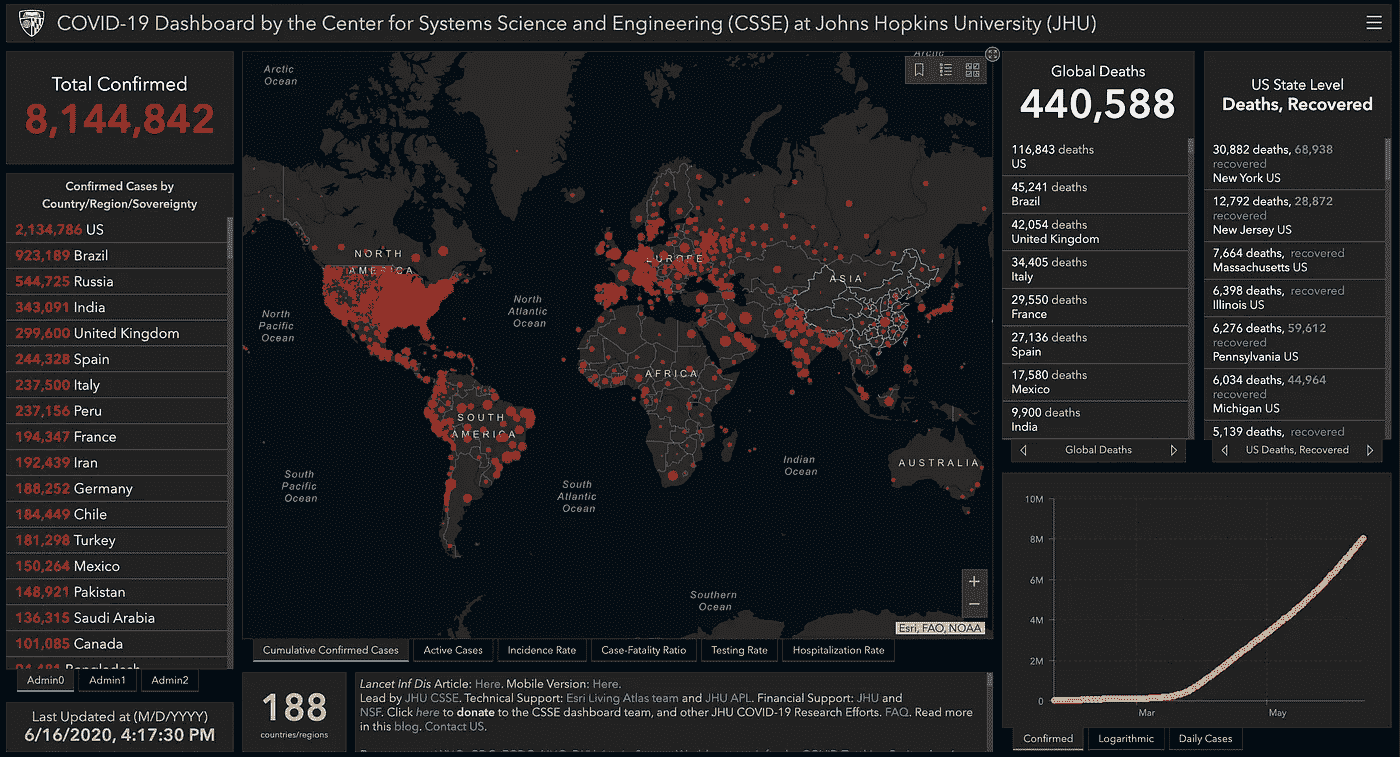 COVID-19 Dashboard by the Center for Systems Science and Engineering (CSSE) at Johns Hopkins University (JHU)
Total Confirmed
8,144,842
Confirmed Cases by
Country/Region/Sovereignty
2,134,786 US
923,189 Brazil
544,725 Russia
343,091 India
299,600 United Kingdom
244,328 Spain
237,500 Italy
237,156 Peru
194,347 France
192,439 Iran
188,252 Germany
184,449 Chile
181,298 Turkey
150,264 Mexico
148,921 Pakistan
136,315 Saudi Arabia
101,085 Canada
Bangladesh
Admin0
Admin1
Admin2
Last Updated at (M/D/YYYY)
6/16/2020, 4:17:30 PM
Arctic
Ocean
Arctic
NORTH
AMERICA
EUROPE
ASIA
North
Pacific
Ocean
North
Atlantic
Ocean
AFRICA
SOUTH
AMERICA
Indian
Ocean
AUSTRALIA
South
Pacific
Ocean
South
Atlantic
Ocean
Southern
Ocean
+
−
Esri, FAO, NOAA
Cumulative Confirmed Cases
Active Cases
Incidence Rate
Case-Fatality Ratio
Testing Rate
Hospitalization Rate
188
countries/regions
Lancet Inf Dis Article: Here. Mobile Version: Here.
Lead by JHU CSSE. Technical Support: Esri Living Atlas team and JHU APL. Financial Support: JHU and
NSF. Click here to donate to the CSSE dashboard team, and other JHU COVID-19 Research Efforts. FAQ. Read more
in this blog. Contact US.
Global Deaths
440,588
116,843 deaths
US
45,241 deaths
Brazil
42,054 deaths
United Kingdom
34,405 deaths
Italy
29,550 deaths
France
27,136 deaths
Spain
17,580 deaths
Mexico
9,900 deaths
India
Global Deaths
US State Level
Deaths, Recovered
30,882 deaths, 68,938
recovered
New York US
12,792 deaths, 28,872
recovered
New Jersey US
7,664 deaths, recovered
Massachusetts US
6,398 deaths, recovered
Illinois US
6,276 deaths, 59,612
recovered
Pennsylvania US
6,034 deaths, 44,964
recovered
Michigan US
5,139 deaths, recovered
US Deaths, Recovered
10M
8M
6M
4M
2M
0
Mar
May
Confirmed
Logarithmic
Daily Cases